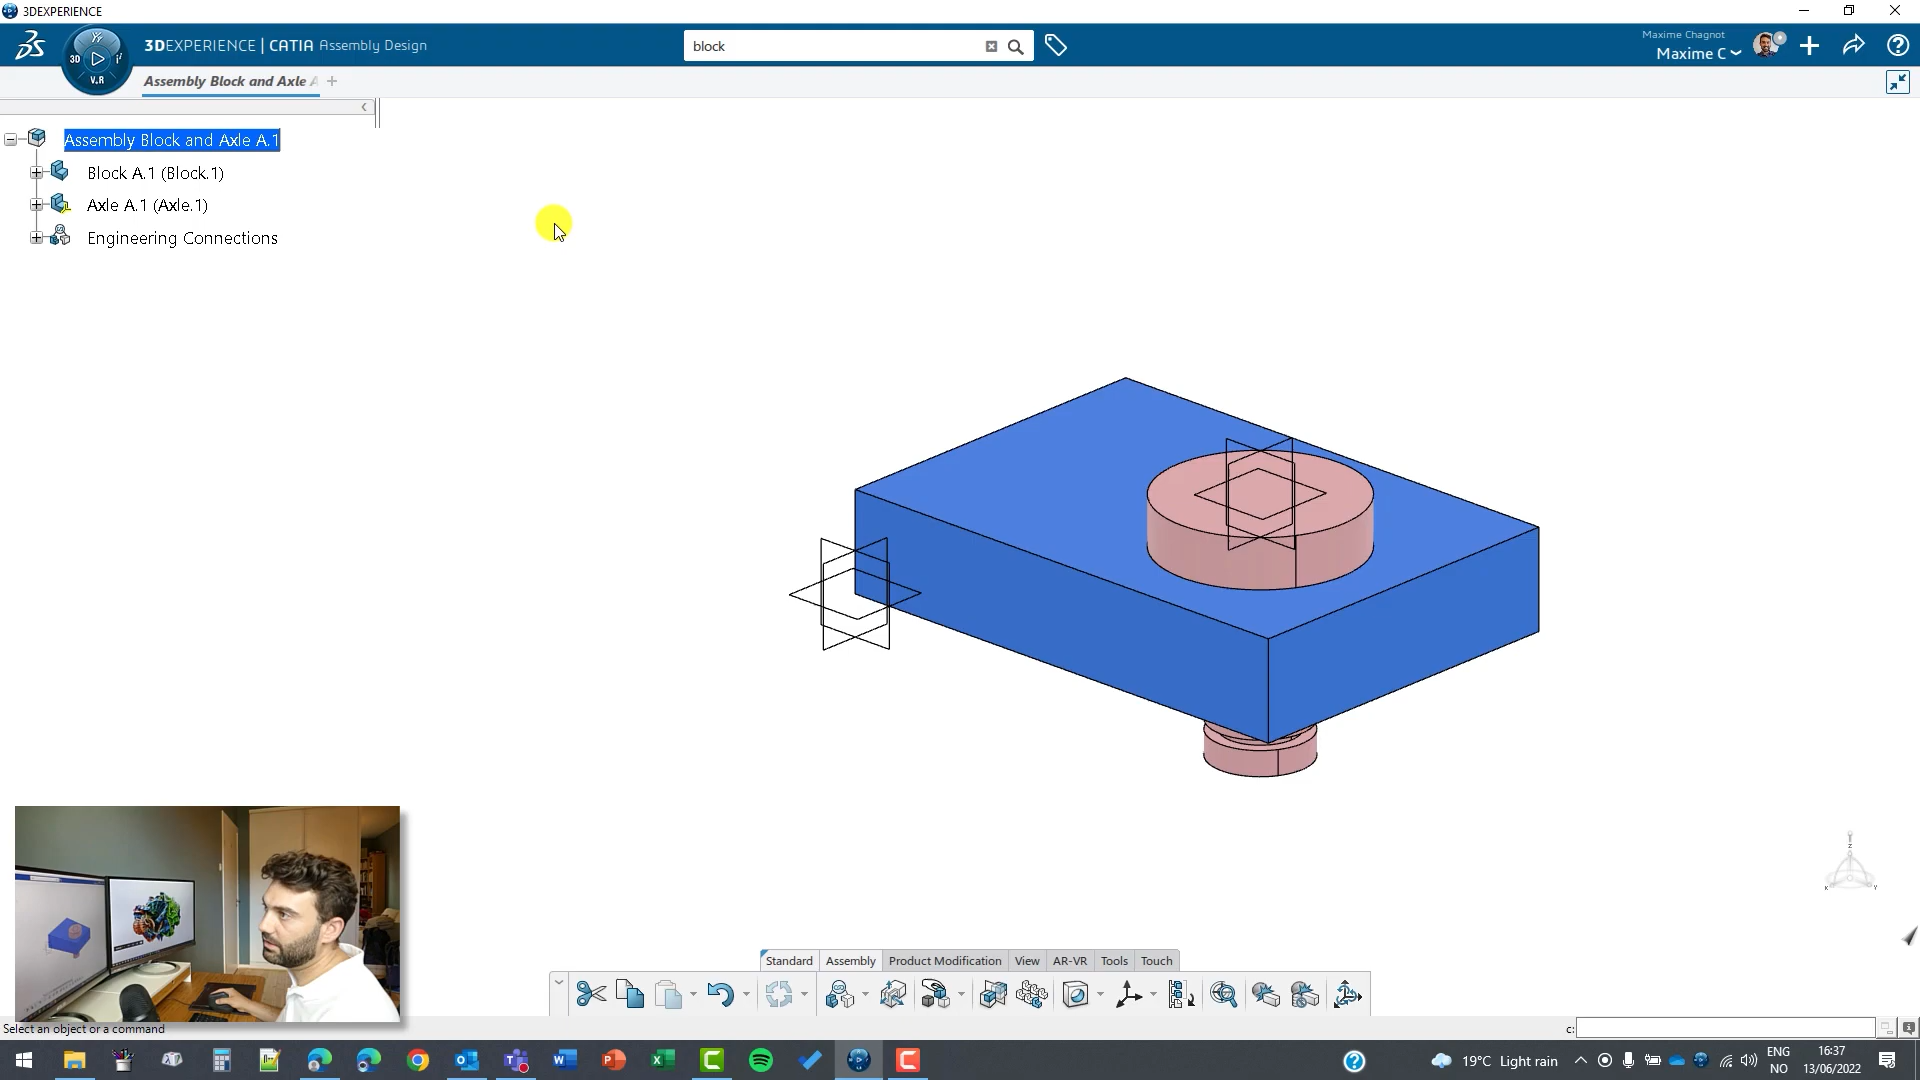 3DEXPERIENCE
3DEXPERIENCE | CATIA Assembly Design
block
Maxime Chagnot
Maxime C
3D
V.R
Assembly Block and Axle A
Assembly Block and Axle A.1
Block A.1 (Block.1)
Axle A.1 (Axle.1)
Engineering Connections
z
x
y
Standard
Assembly
Product Modification
View
AR-VR
Tools
Touch
Select an object or a command
c:
19°C Light rain
ENG
NO
16:37
13/06/2022